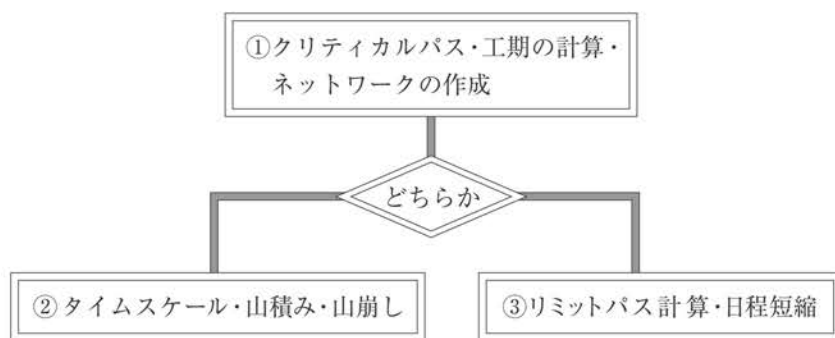 ①クリティカルパス・工期の計算・
ネットワークの作成
どちらか
②タイムスケール・山積み・山崩し
③リミットパス計算・日程短縮